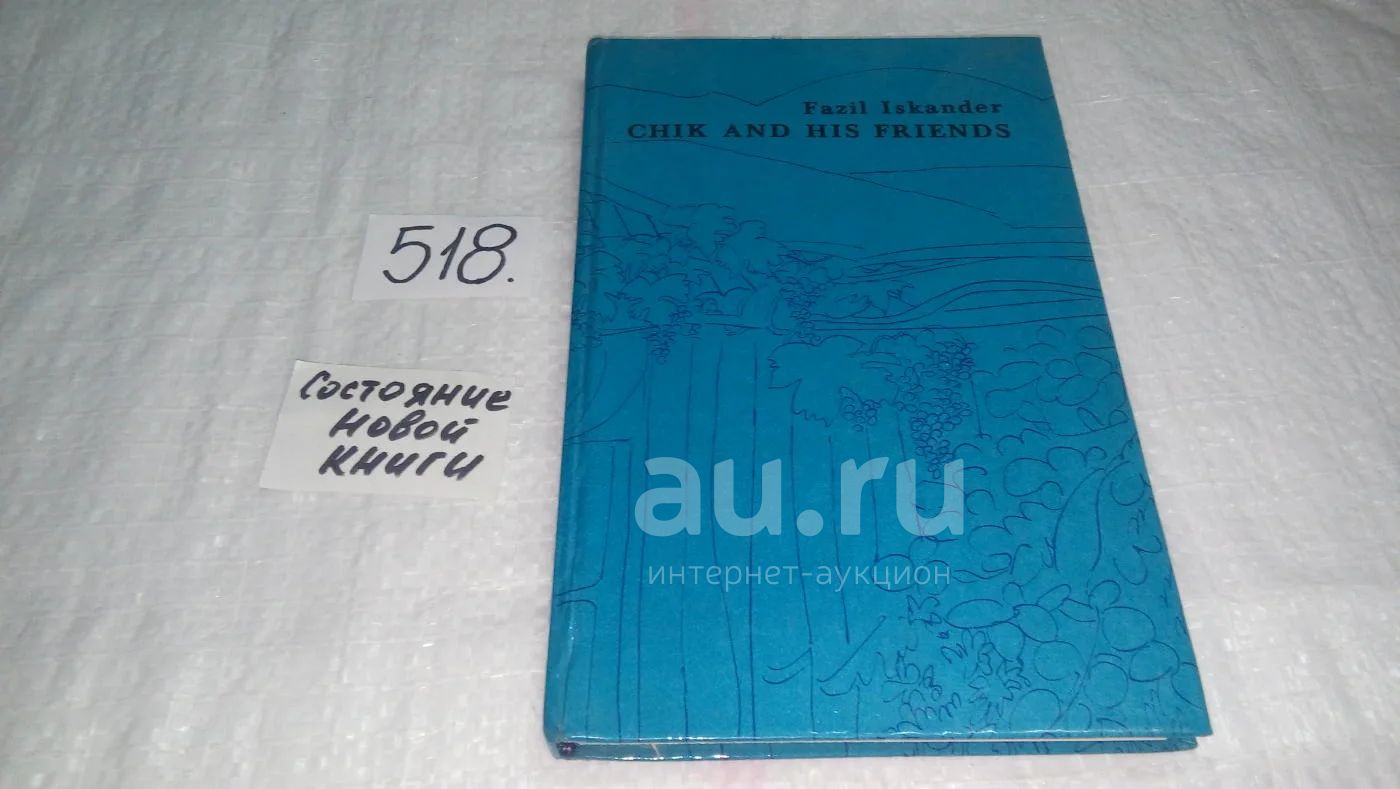 Fazil Iskander
CHIK AND HIS FRIENDS
518.
Состояние
Новой
Книги
au.ru
интернет-аукцион